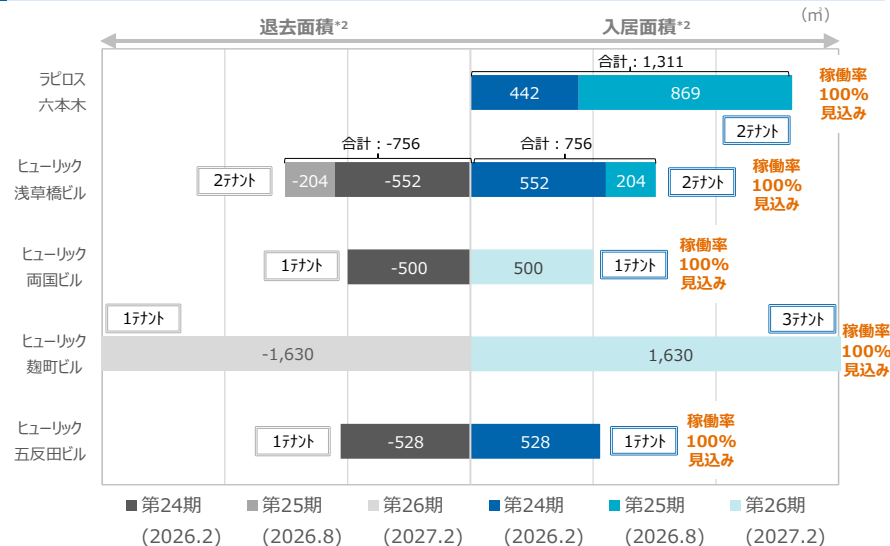 (㎡)
退去面積*2
入居面積*2
合計：1,311
ラピロス
六本木
442
869
稼働率
100%
見込み
2テナント
合計：-756
合計：756
ヒューリック
浅草橋ビル
2テナント
-204
-552
552
204
2テナント
稼働率
100%
見込み
ヒューリック
両国ビル
1テナント
-500
500
1テナント
稼働率
100%
見込み
1テナント
3テナント
ヒューリック
麹町ビル
-1,630
1,630
稼働率
100%
見込み
ヒューリック
五反田ビル
1テナント
-528
528
1テナント
稼働率
100%
見込み
第24期
(2026.2)
第25期
(2026.8)
第26期
(2027.2)
第24期
(2026.2)
第25期
(2026.8)
第26期
(2027.2)